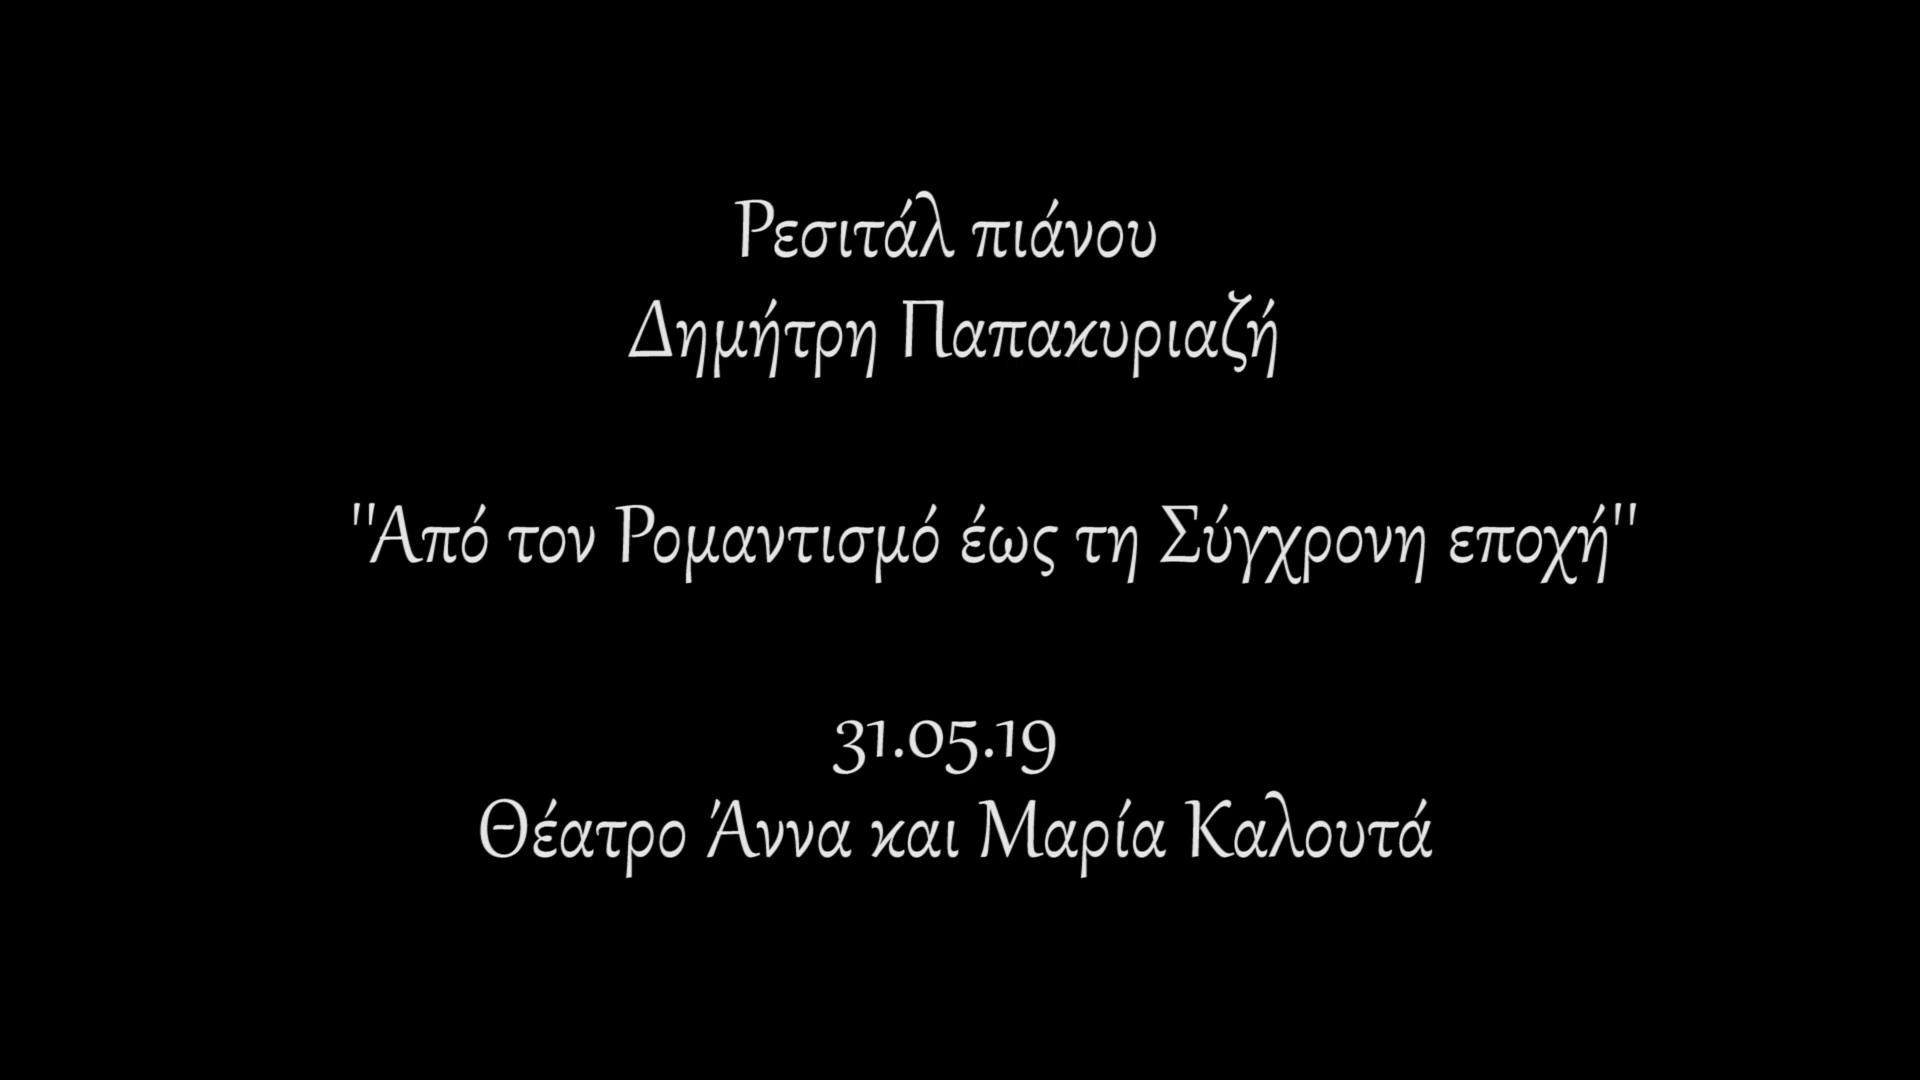 Ρεσιτάλ πιάνου
Δημήτρη Παπακυριαζή
"Από τον Ρομαντισμό έως τη Σύγχρονη εποχή"
31.05.19
Θέατρο Άννα και Μαρία Καλουτά